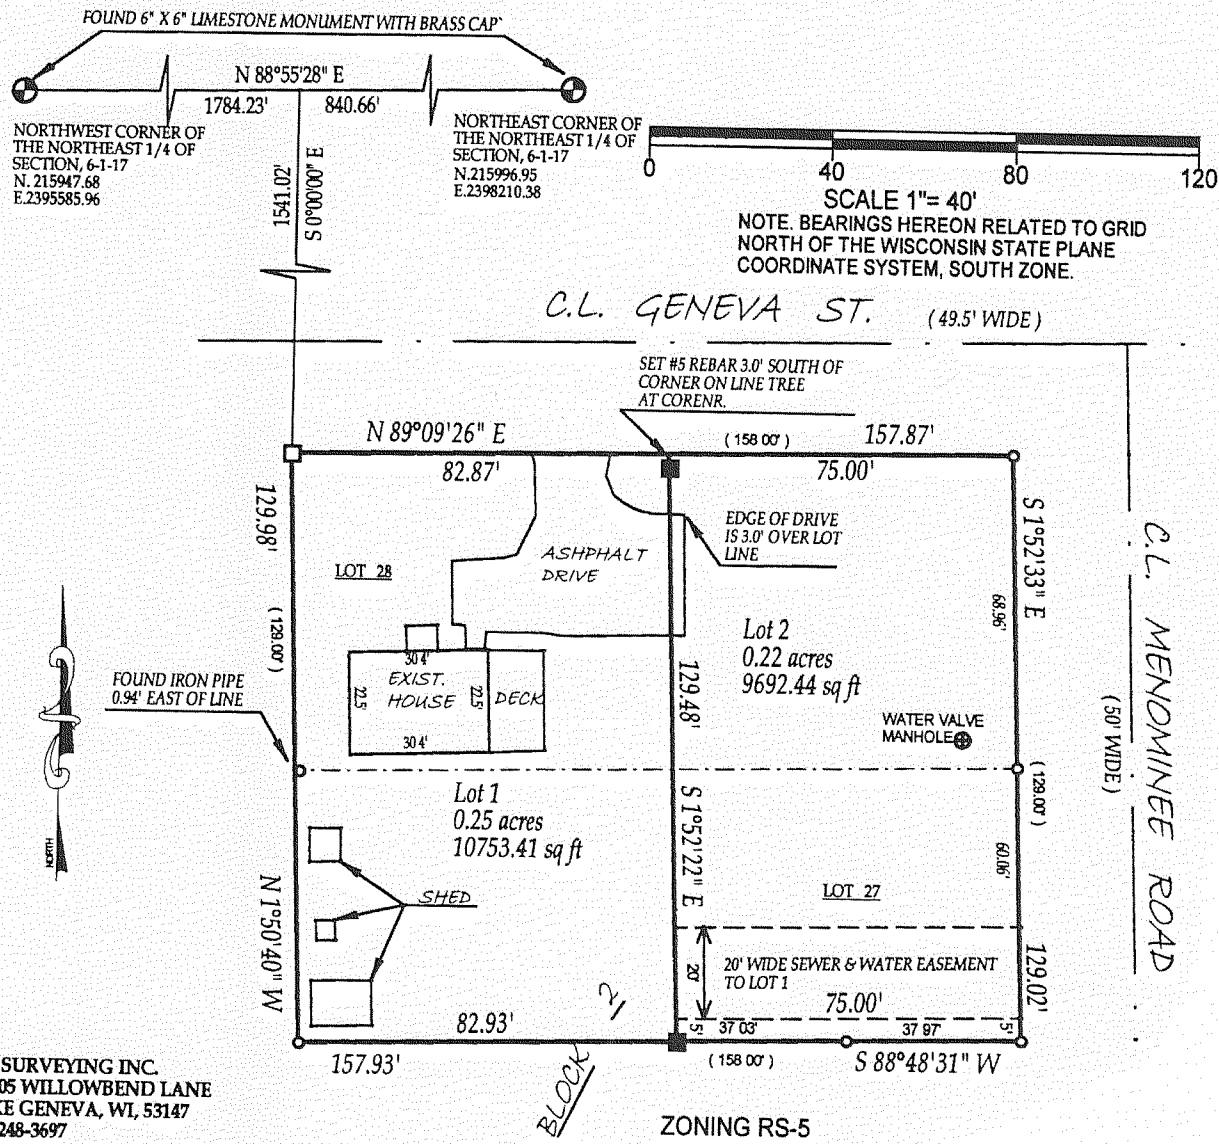 FOUND 6" X 6" LIMESTONE MONUMENT WITH BRASS CAP
N 88°55'28" E
1784.23'
840.66'
NORTHWEST CORNER OF
THE NORTHEAST 1/4 OF
SECTION, 6-1-17
N. 215947.68
E.2395585.96
NORTHEAST CORNER OF
THE NORTHEAST 1/4 OF
SECTION, 6-1-17
N.215996.95
E.2398210.38
1541.02'
S 0°00'00" E
0
40
80
120
SCALE 1"= 40'
NOTE. BEARINGS HEREON RELATED TO GRID
NORTH OF THE WISCONSIN STATE PLANE
COORDINATE SYSTEM, SOUTH ZONE.
C.L. GENEVA ST. (49.5' WIDE)
SET #5 REBAR 3.0' SOUTH OF
CORNER ON LINE TREE
AT CORENR.
N 89°09'26" E
(158 00')
157.87'
82.87'
75.00'
129.98'
(129.00')
LOT 28
ASHPHALT
DRIVE
EDGE OF DRIVE
IS 3.0' OVER LOT
LINE
S 1°52'33" E
68.96'
C.L. MENOMINEE ROAD
(50' WIDE)
Lot 2
0.22 acres
9692.44 sq ft
FOUND IRON PIPE
0.94' EAST OF LINE
30 4'
EXIST.
HOUSE
22.5'
22.5'
30 4'
DECK
129.48'
WATER VALVE
MANHOLE
(129.00')
NORTH
Lot 1
0.25 acres
10753.41 sq ft
S 1°52'22" E
60.06'
SHED
LOT 27
N 1°50'40" W
20'
20' WIDE SEWER & WATER EASEMENT
TO LOT 1
129.02'
75.00'
82.93'
5'
37 03'
37 97'
5'
157.93'
(158 00')
S 88°48'31" W
BLOCK 2
SURVEYING INC.
05 WILLOWBEND LANE
KE GENEVA, WI, 53147
248-3697
ZONING RS-5